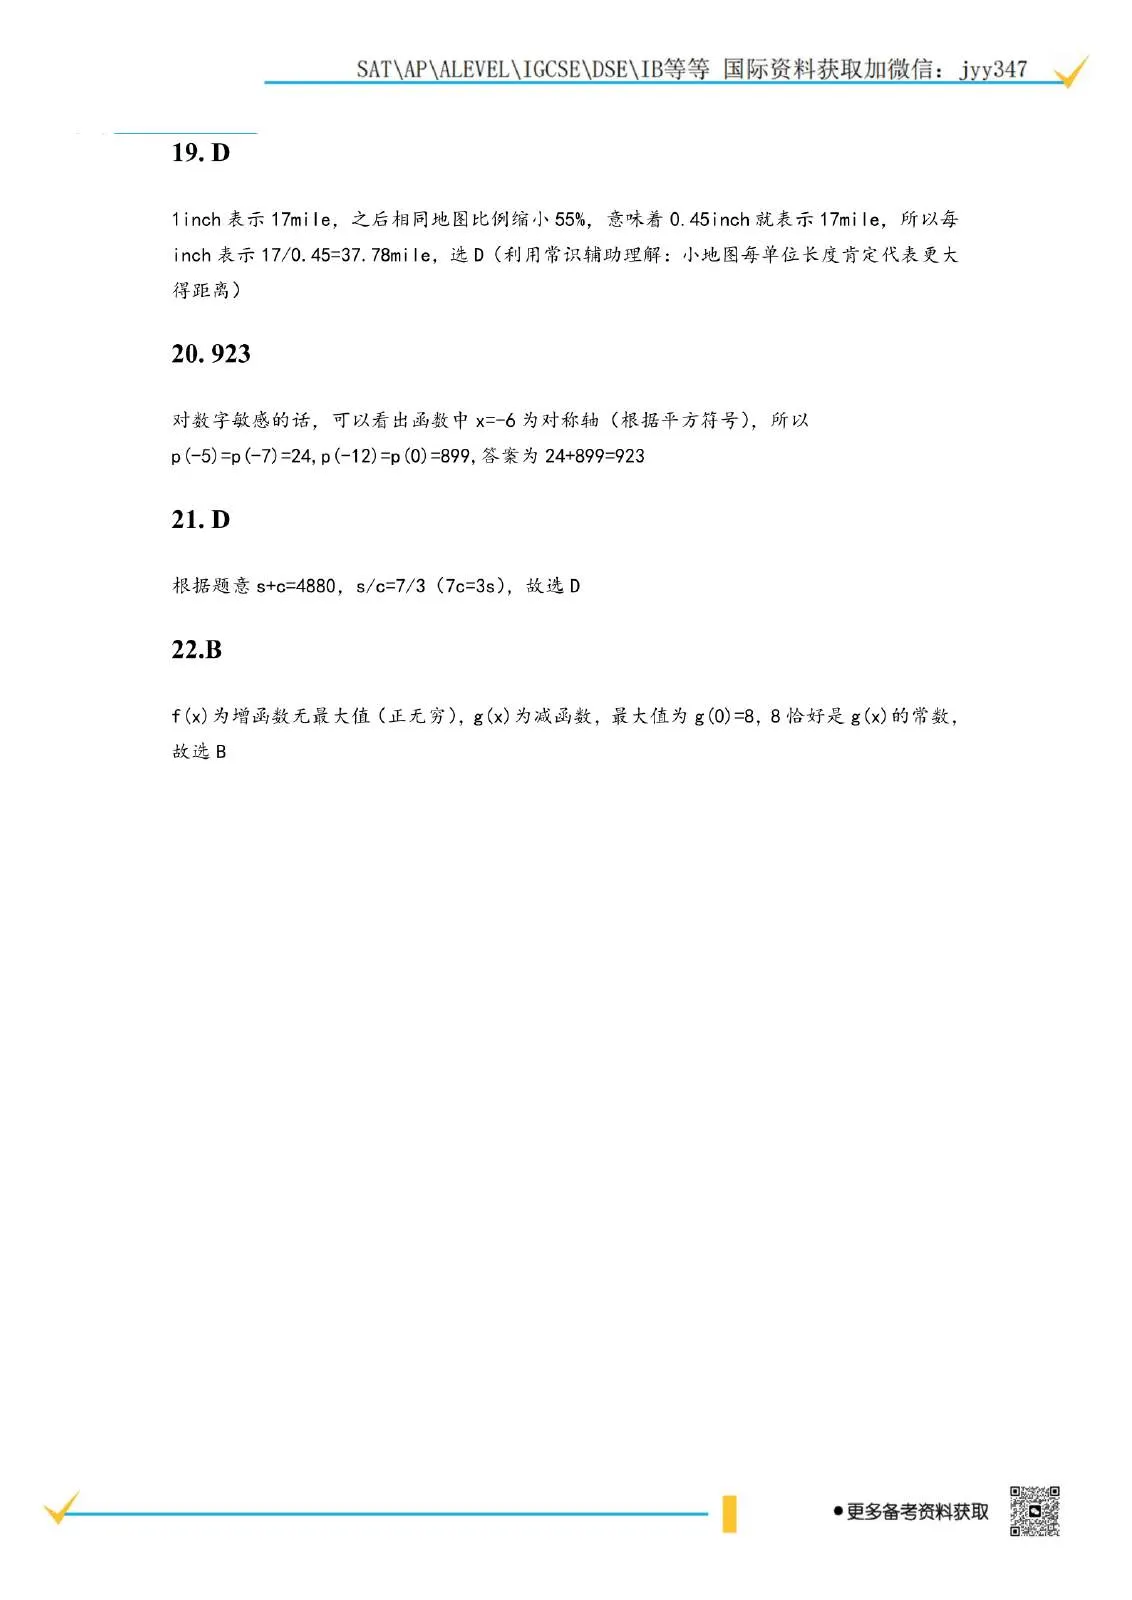 SAT\AP\ALEVEL\IGCSE\DSE\IB等等 国际资料获取加微信：jyy347
19. D
1inch 表示 17mile，之后相同地图比例缩小 55%，意味着 0.45inch 就表示 17mile，所以每
inch 表示 17/0.45=37.78mile，选 D（利用常识辅助理解：小地图每单位长度肯定代表更大
得距离）
20. 923
对数字敏感的话，可以看出函数中 x=-6 为对称轴（根据平方符号），所以
p(-5)=p(-7)=24,p(-12)=p(0)=899,答案为 24+899=923
21. D
根据题意 s+c=4880，s/c=7/3（7c=3s），故选 D
22.B
f(x)为增函数无最大值（正无穷），g(x)为减函数，最大值为 g(0)=8，8 恰好是 g(x)的常数，
故选 B
●更多备考资料获取